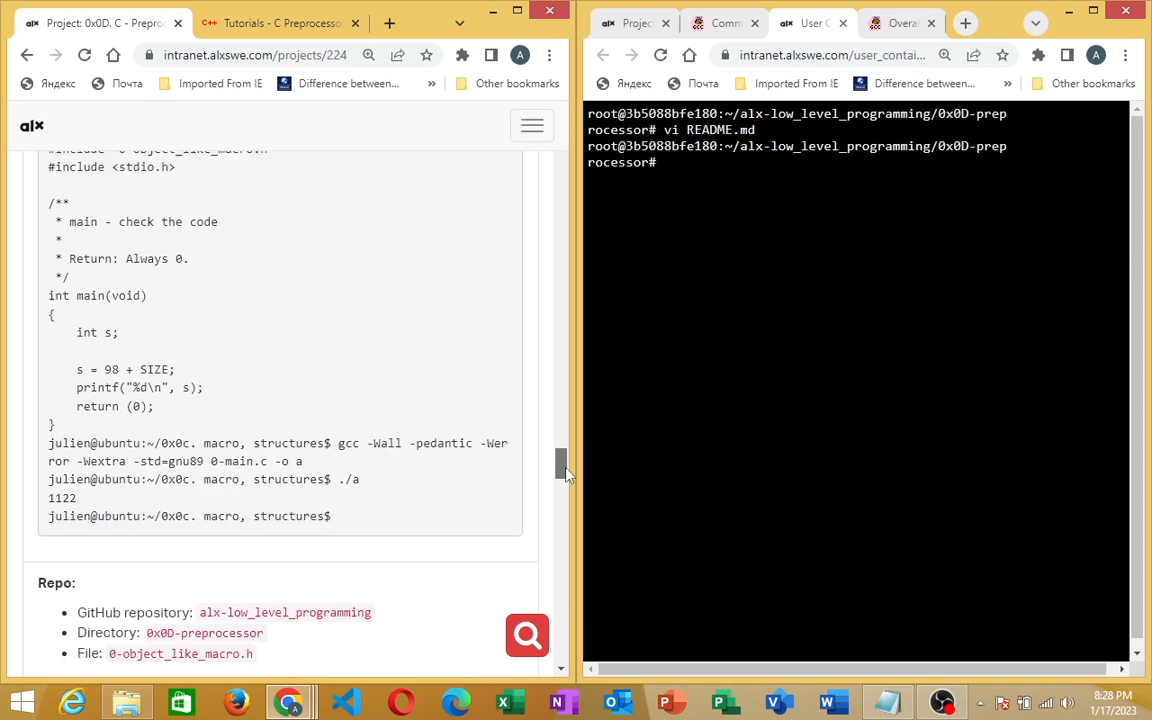 Project: 0x0D. C - Prepro
Tutorials - C Preprocesso
intranet.alxswe.com/projects/224
Яндекс
Почта
Imported From IE
Difference between...
»
Other bookmarks
alx
#include <stdio.h>
/**
* main - check the code
*
* Return: Always 0.
*/
int main(void)
{
int s;
s = 98 + SIZE;
printf("%d\n", s);
return (0);
}
julien@ubuntu:~/0x0c. macro, structures$ gcc -Wall -pedantic -Wer
ror -Wextra -std=gnu89 0-main.c -o a
julien@ubuntu:~/0x0c. macro, structures$ ./a
1122
julien@ubuntu:~/0x0c. macro, structures$
Repo:
GitHub repository: alx-low_level_programming
Directory: 0x0D-preprocessor
File: 0-object_like_macro.h
Projec
Comm
User C
Overal
intranet.alxswe.com/user_contai...
Яндекс
Почта
Imported From IE
Difference between...
»
Other bookmarks
root@3b5088bfe180:~/alx-low_level_programming/0x0D-prep
rocessor# vi README.md
root@3b5088bfe180:~/alx-low_level_programming/0x0D-prep
rocessor#
8:28 PM
1/17/2023